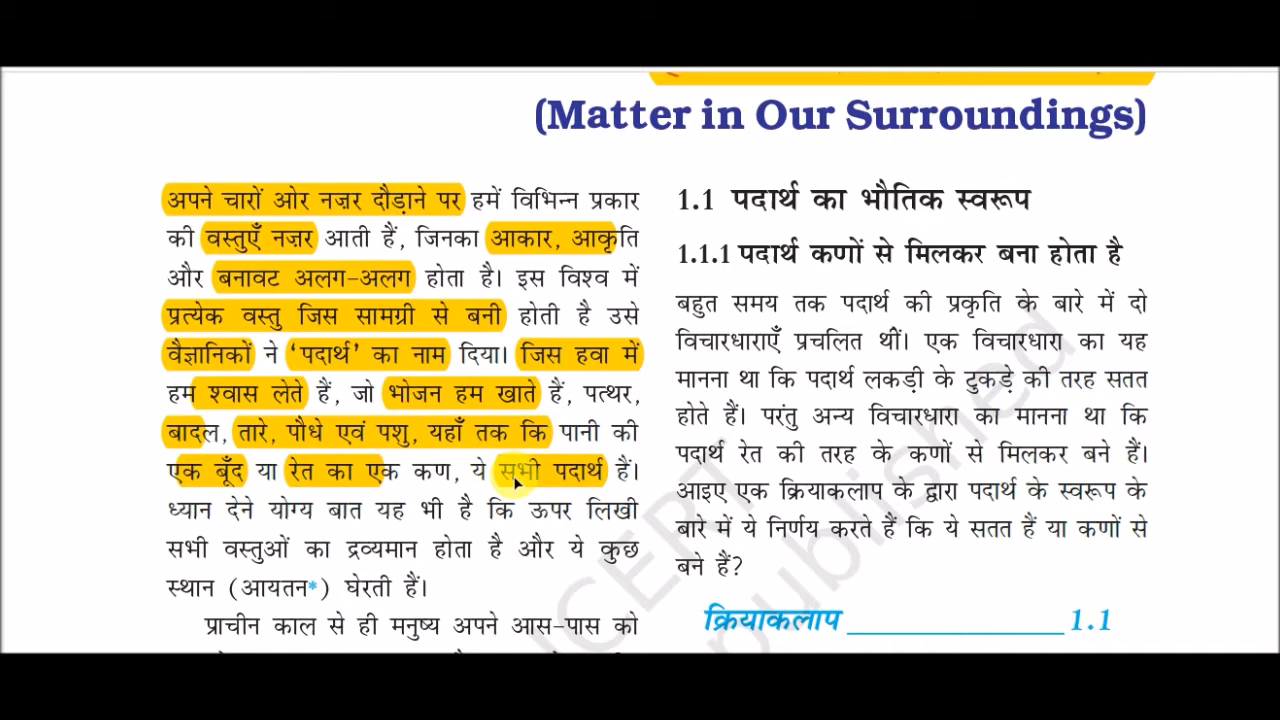 (Matter in Our Surroundings)
अपने चारों ओर नज़र दौड़ाने पर हमें विभिन्न प्रकार
की वस्तुएँ नज़र आती हैं, जिनका आकार, आकृति
और बनावट अलग-अलग होता है। इस विश्व में
प्रत्येक वस्तु जिस सामग्री से बनी होती है उसे
वैज्ञानिकों ने ‘पदार्थ’ का नाम दिया। जिस हवा में
हम श्वास लेते हैं, जो भोजन हम खाते हैं, पत्थर,
बादल, तारे, पौधे एवं पशु, यहाँ तक कि पानी की
एक बूँद या रेत का एक कण, ये सभी पदार्थ हैं।
ध्यान देने योग्य बात यह भी है कि ऊपर लिखी
सभी वस्तुओं का द्रव्यमान होता है और ये कुछ
स्थान (आयतन*) घेरती हैं।
प्राचीन काल से ही मनुष्य अपने आस-पास को
1.1 पदार्थ का भौतिक स्वरूप
1.1.1 पदार्थ कणों से मिलकर बना होता है
बहुत समय तक पदार्थ की प्रकृति के बारे में दो
विचारधाराएँ प्रचलित थीं। एक विचारधारा का यह
मानना था कि पदार्थ लकड़ी के टुकड़े की तरह सतत
होते हैं। परंतु अन्य विचारधारा का मानना था कि
पदार्थ रेत की तरह के कणों से मिलकर बने हैं।
आइए एक क्रियाकलाप के द्वारा पदार्थ के स्वरूप के
बारे में ये निर्णय करते हैं कि ये सतत हैं या कणों से
बने हैं?
क्रियाकलाप ________________ 1.1
published